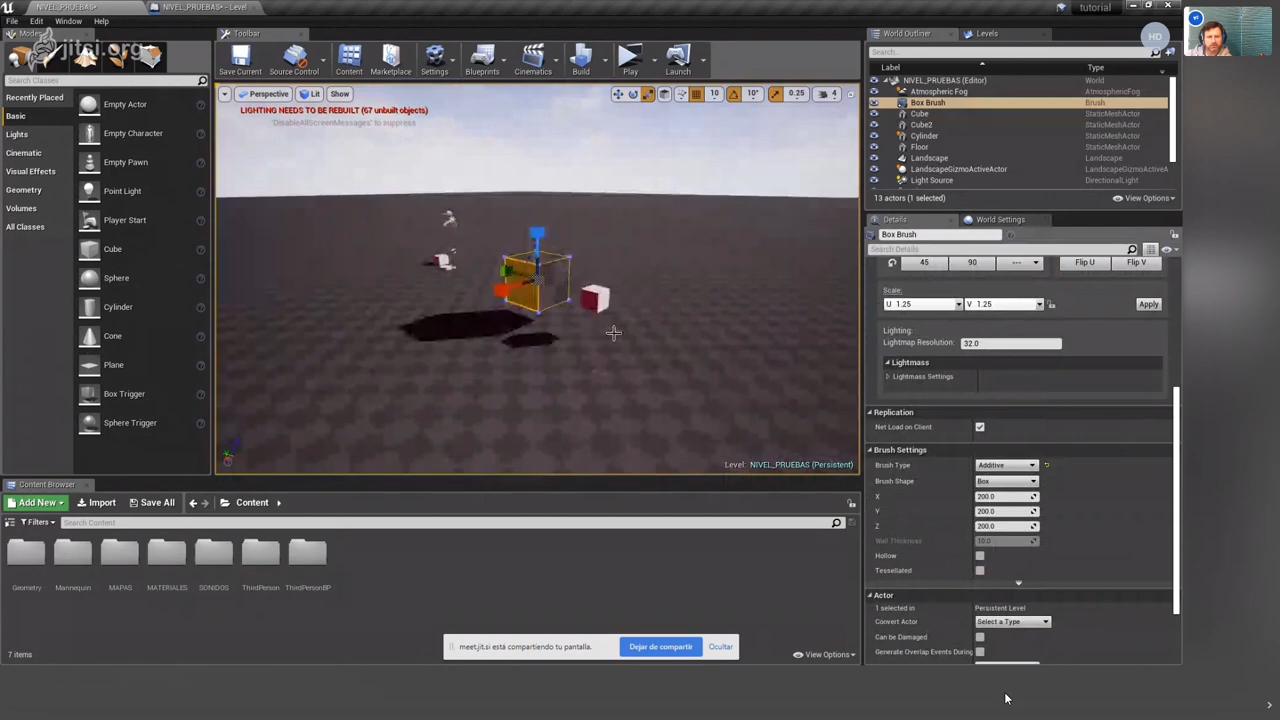 NIVEL_PRUEBAS*
NIVEL_PRUEBAS* - Level
tutorial
File Edit Window Help
jitsi.org
Modes
Search Classes
Recently Placed
Basic
Lights
Cinematic
Visual Effects
Geometry
Volumes
All Classes
Empty Actor
Empty Character
Empty Pawn
Point Light
Player Start
Cube
Sphere
Cylinder
Cone
Plane
Box Trigger
Sphere Trigger
Toolbar
Save Current
Source Control
Content
Marketplace
Settings
Blueprints
Cinematics
Build
Play
Launch
Perspective Lit Show 10 10° 0.25 4
LIGHTING NEEDS TO BE REBUILT (67 unbuilt objects)
'DisableAllScreenMessages' to suppress
Level: NIVEL_PRUEBAS (Persistent)
World Outliner Levels
HD
Search...
Label Type
NIVEL_PRUEBAS (Editor) World
Atmospheric Fog AtmosphericFog
Box Brush Brush
Cube StaticMeshActor
Cube2 StaticMeshActor
Cylinder StaticMeshActor
Floor StaticMeshActor
Landscape Landscape
LandscapeGizmoActiveActor LandscapeGizmoActiveA
Light Source DirectionalLight
13 actors (1 selected) View Options
Details World Settings
Box Brush
Search Details
45 90 --- Flip U Flip V
Scale:
U 1.25 V 1.25 Apply
Lighting:
Lightmap Resolution: 32.0
Lightmass
Lightmass Settings
Replication
Net Load on Client
Brush Settings
Brush Type Additive
Brush Shape Box
X 200.0
Y 200.0
Z 200.0
Wall Thickness 10.0
Hollow
Tessellated
Actor
1 selected in Persistent Level
Convert Actor Select a Type
Can be Damaged
Generate Overlap Events During
Content Browser
Add New Import Save All Content
Filters Search Content
Geometry Mannequin MAPAS MATERIALES SONIDOS ThirdPerson ThirdPersonBP
7 items View Options
meet.jit.si está compartiendo tu pantalla. Dejar de compartir Ocultar